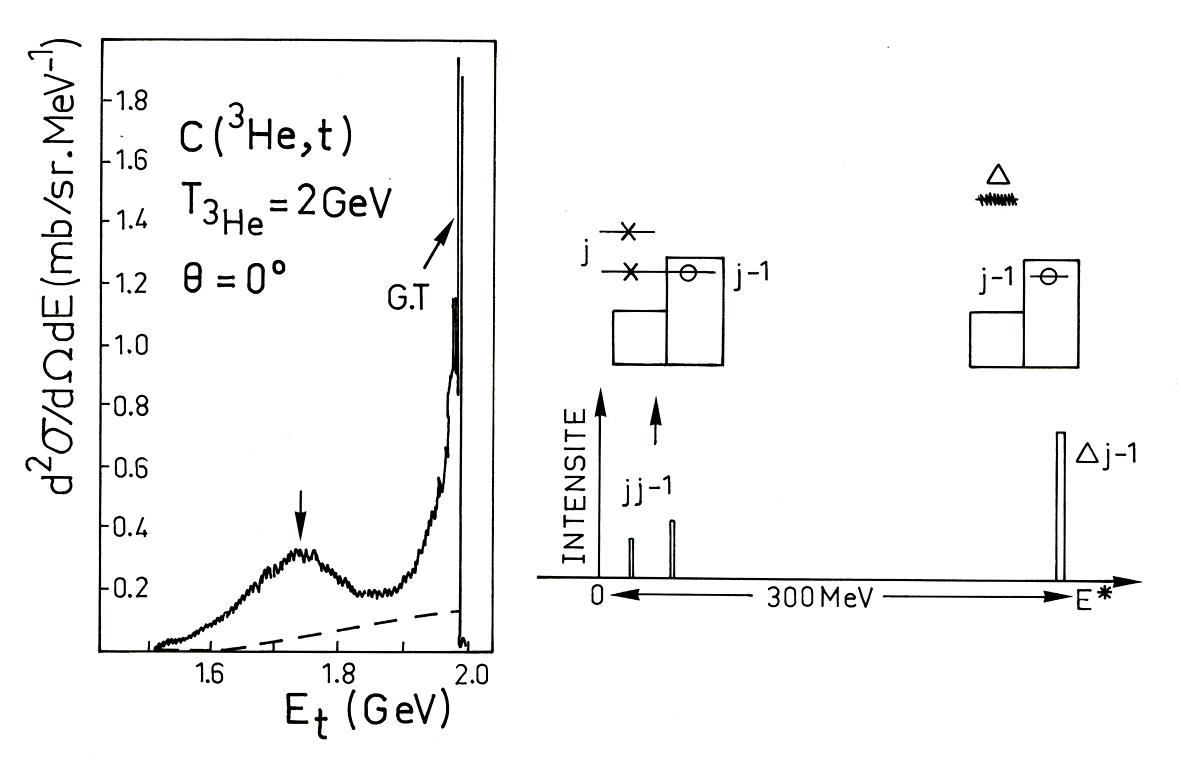 d²σ/dΩdE (mb/sr.MeV⁻¹)
1.8
1.6
1.4
1.2
1.0
0.8
0.6
0.4
0.2
C(³He,t)
T₃He = 2GeV
θ = 0°
G.T
1.6 1.8 2.0
Eₜ (GeV)
j
j-1
Δ
j-1
INTENSITE
jj-1
Δj-1
0 300 MeV E*